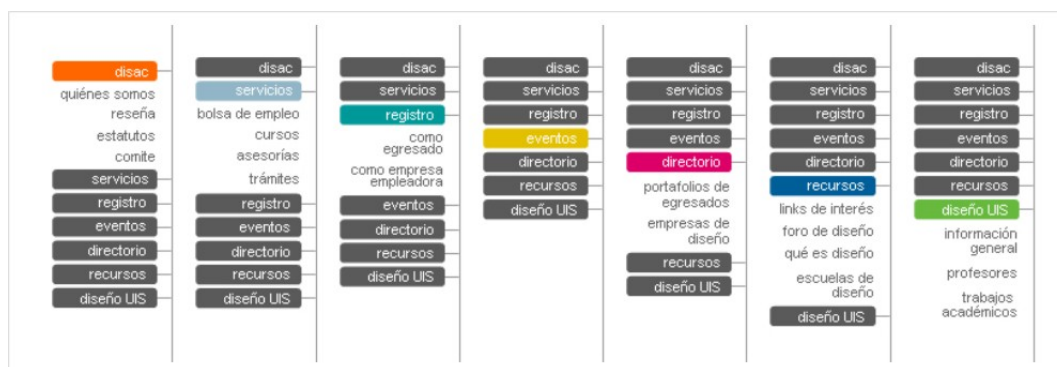 disac
quiénes somos
reseña
estatutos
comite
servicios
registro
eventos
directorio
recursos
diseño UIS
disac
servicios
bolsa de empleo
cursos
asesorías
trámites
registro
eventos
directorio
recursos
diseño UIS
disac
servicios
registro
como
egresado
como empresa
empleadora
eventos
directorio
recursos
diseño UIS
disac
servicios
registro
eventos
directorio
recursos
diseño UIS
disac
servicios
registro
eventos
directorio
portafolios de
egresados
empresas de
diseño
recursos
diseño UIS
disac
servicios
registro
eventos
directorio
recursos
links de interés
foro de diseño
qué es diseño
escuelas de
diseño
diseño UIS
disac
servicios
registro
eventos
directorio
recursos
diseño UIS
información
general
profesores
trabajos
académicos